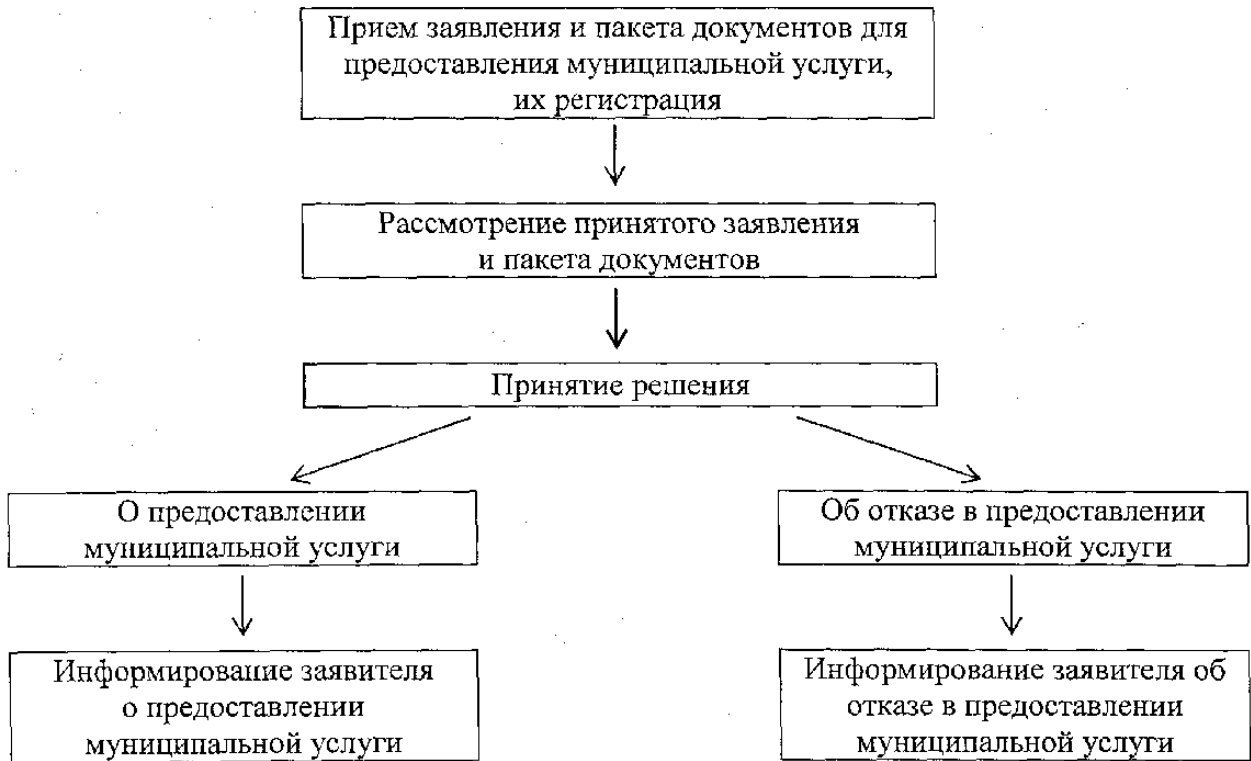 Прием заявления и пакета документов для
предоставления муниципальной услуги,
их регистрация
Рассмотрение принятого заявления
и пакета документов
Принятие решения
О предоставлении
муниципальной услуги
Об отказе в предоставлении
муниципальной услуги
Информирование заявителя
о предоставлении
муниципальной услуги
Информирование заявителя об
отказе в предоставлении
муниципальной услуги